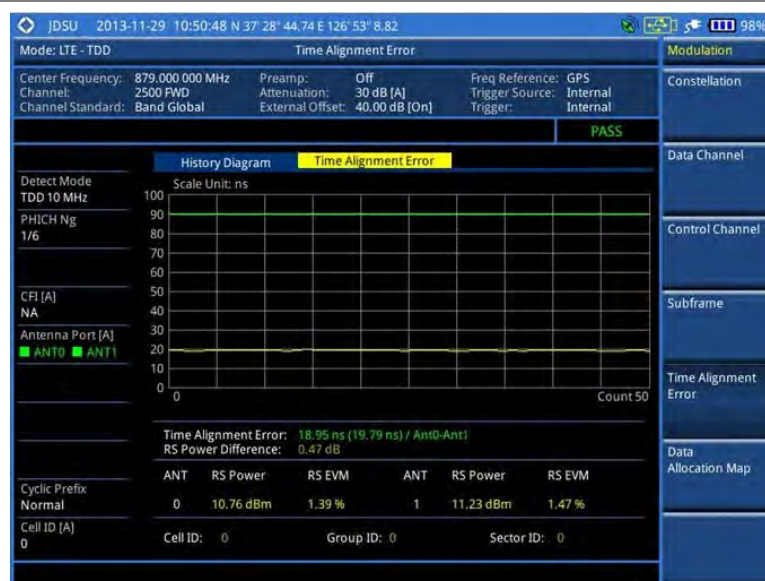 JDSU 2013-11-29 10:50:48 N 37° 28" 44.74 E 126° 53" 8.82 98%
Mode: LTE - TDD Time Alignment Error Modulation
Center Frequency: 879.000 000 MHz Preamp: Off Freq Reference: GPS
Channel: 2500 FWD Attenuation: 30 dB [A] Trigger Source: Internal
Channel Standard: Band Global External Offset: 40.00 dB [On] Trigger: Internal
Constellation
PASS
History Diagram Time Alignment Error
Data Channel
Detect Mode
TDD 10 MHz
Scale Unit: ns
100
90
80
70
60
50
40
30
20
10
0
0 Count 50
PHICH Ng
1/6
Control Channel
CFI [A]
NA
Subframe
Antenna Port [A]
ANT0 ANT1
Time Alignment
Error
Time Alignment Error: 18.95 ns (19.79 ns) / Ant0-Ant1
RS Power Difference: 0.47 dB
Data
Allocation Map
ANT RS Power RS EVM ANT RS Power RS EVM
0 10.76 dBm 1.39 % 1 11.23 dBm 1.47 %
Cyclic Prefix
Normal
Cell ID [A]
0
Cell ID: 0 Group ID: 0 Sector ID: 0